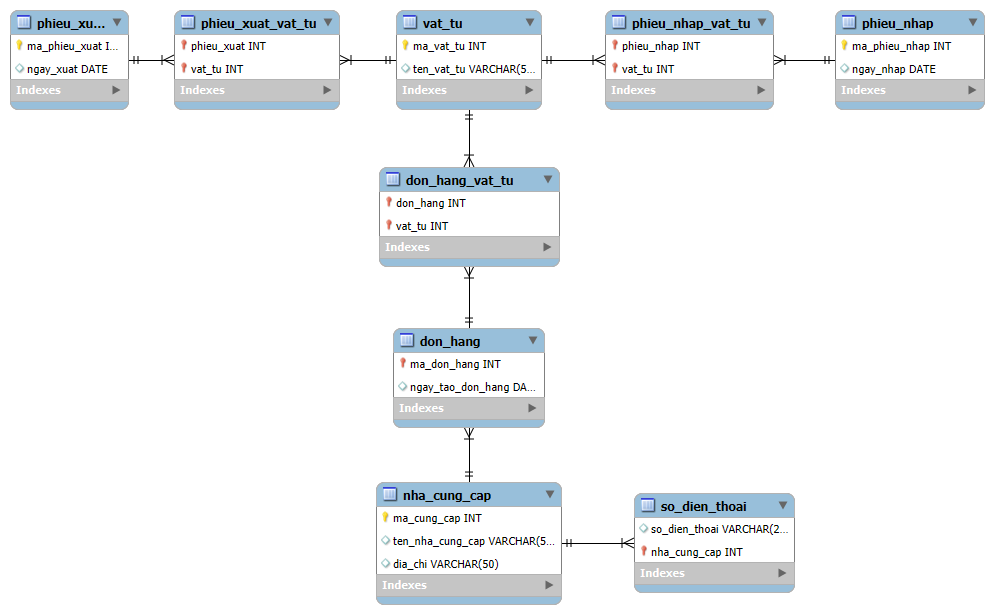 phieu_xu...
ma_phieu_xuat I...
ngay_xuat DATE
Indexes
phieu_xuat_vat_tu
phieu_xuat INT
vat_tu INT
Indexes
vat_tu
ma_vat_tu INT
ten_vat_tu VARCHAR(5...
Indexes
phieu_nhap_vat_tu
phieu_nhap INT
vat_tu INT
Indexes
phieu_nhap
ma_phieu_nhap INT
ngay_nhap DATE
Indexes
don_hang_vat_tu
don_hang INT
vat_tu INT
Indexes
don_hang
ma_don_hang INT
ngay_tao_don_hang DA...
Indexes
nha_cung_cap
ma_cung_cap INT
ten_nha_cung_cap VARCHAR(5...
dia_chi VARCHAR(50)
Indexes
so_dien_thoai
so_dien_thoai VARCHAR(2...
nha_cung_cap INT
Indexes